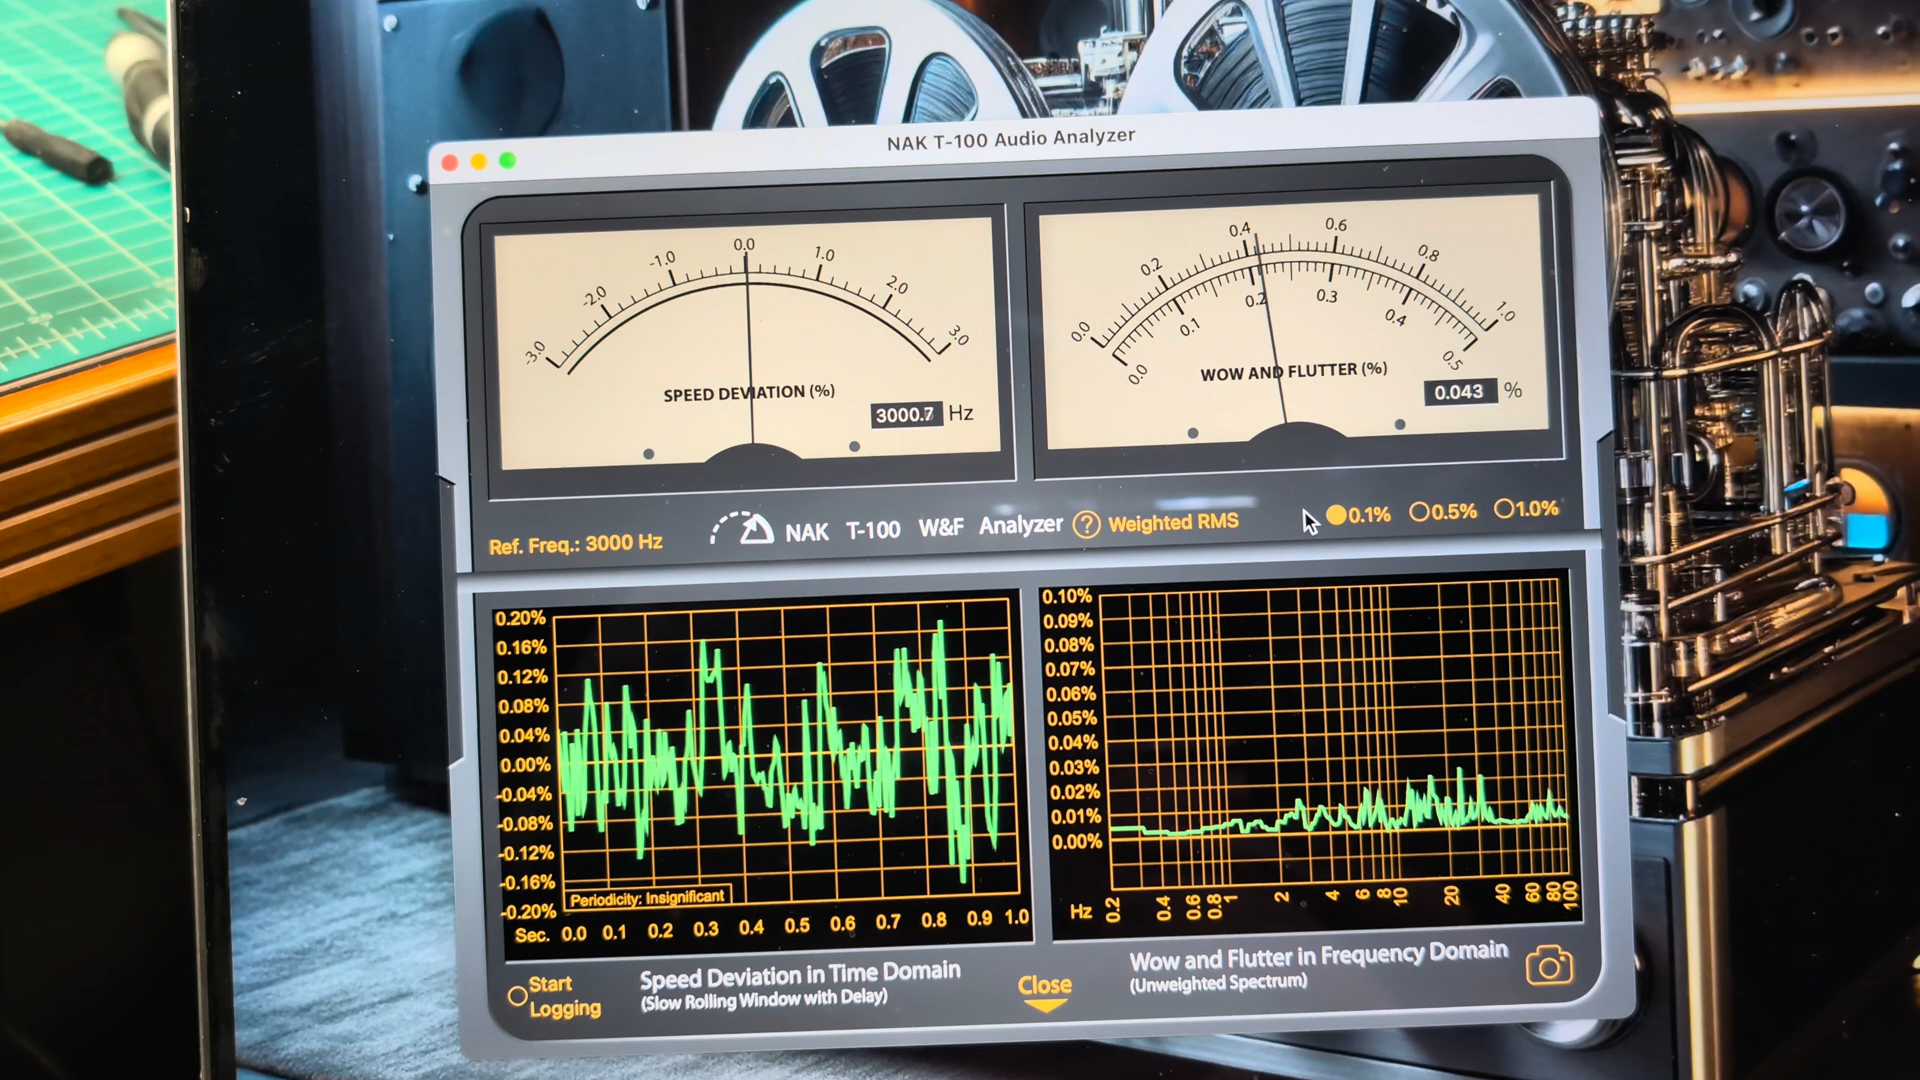 NAK T-100 Audio Analyzer
-3.0 -2.0 -1.0 0.0 1.0 2.0 3.0
SPEED DEVIATION (%)
3000.7 Hz
0.0 0.2 0.4 0.6 0.8 1.0
0.0 0.1 0.2 0.3 0.4 0.5
WOW AND FLUTTER (%)
0.043 %
Ref. Freq.: 3000 Hz
NAK T-100 W&F Analyzer ? Weighted RMS
0.1% 0.5% 1.0%
0.20%
0.16%
0.12%
0.08%
0.04%
0.00%
-0.04%
-0.08%
-0.12%
-0.16%
-0.20%
Periodicity: Insignificant
Sec. 0.0 0.1 0.2 0.3 0.4 0.5 0.6 0.7 0.8 0.9 1.0
0.10%
0.09%
0.08%
0.07%
0.06%
0.05%
0.04%
0.03%
0.02%
0.01%
0.00%
Hz 0.2 0.4 0.6 0.8 1 2 4 6 8 10 20 40 60 80 100
Start
Logging
Speed Deviation in Time Domain
(Slow Rolling Window with Delay)
Close
Wow and Flutter in Frequency Domain
(Unweighted Spectrum)